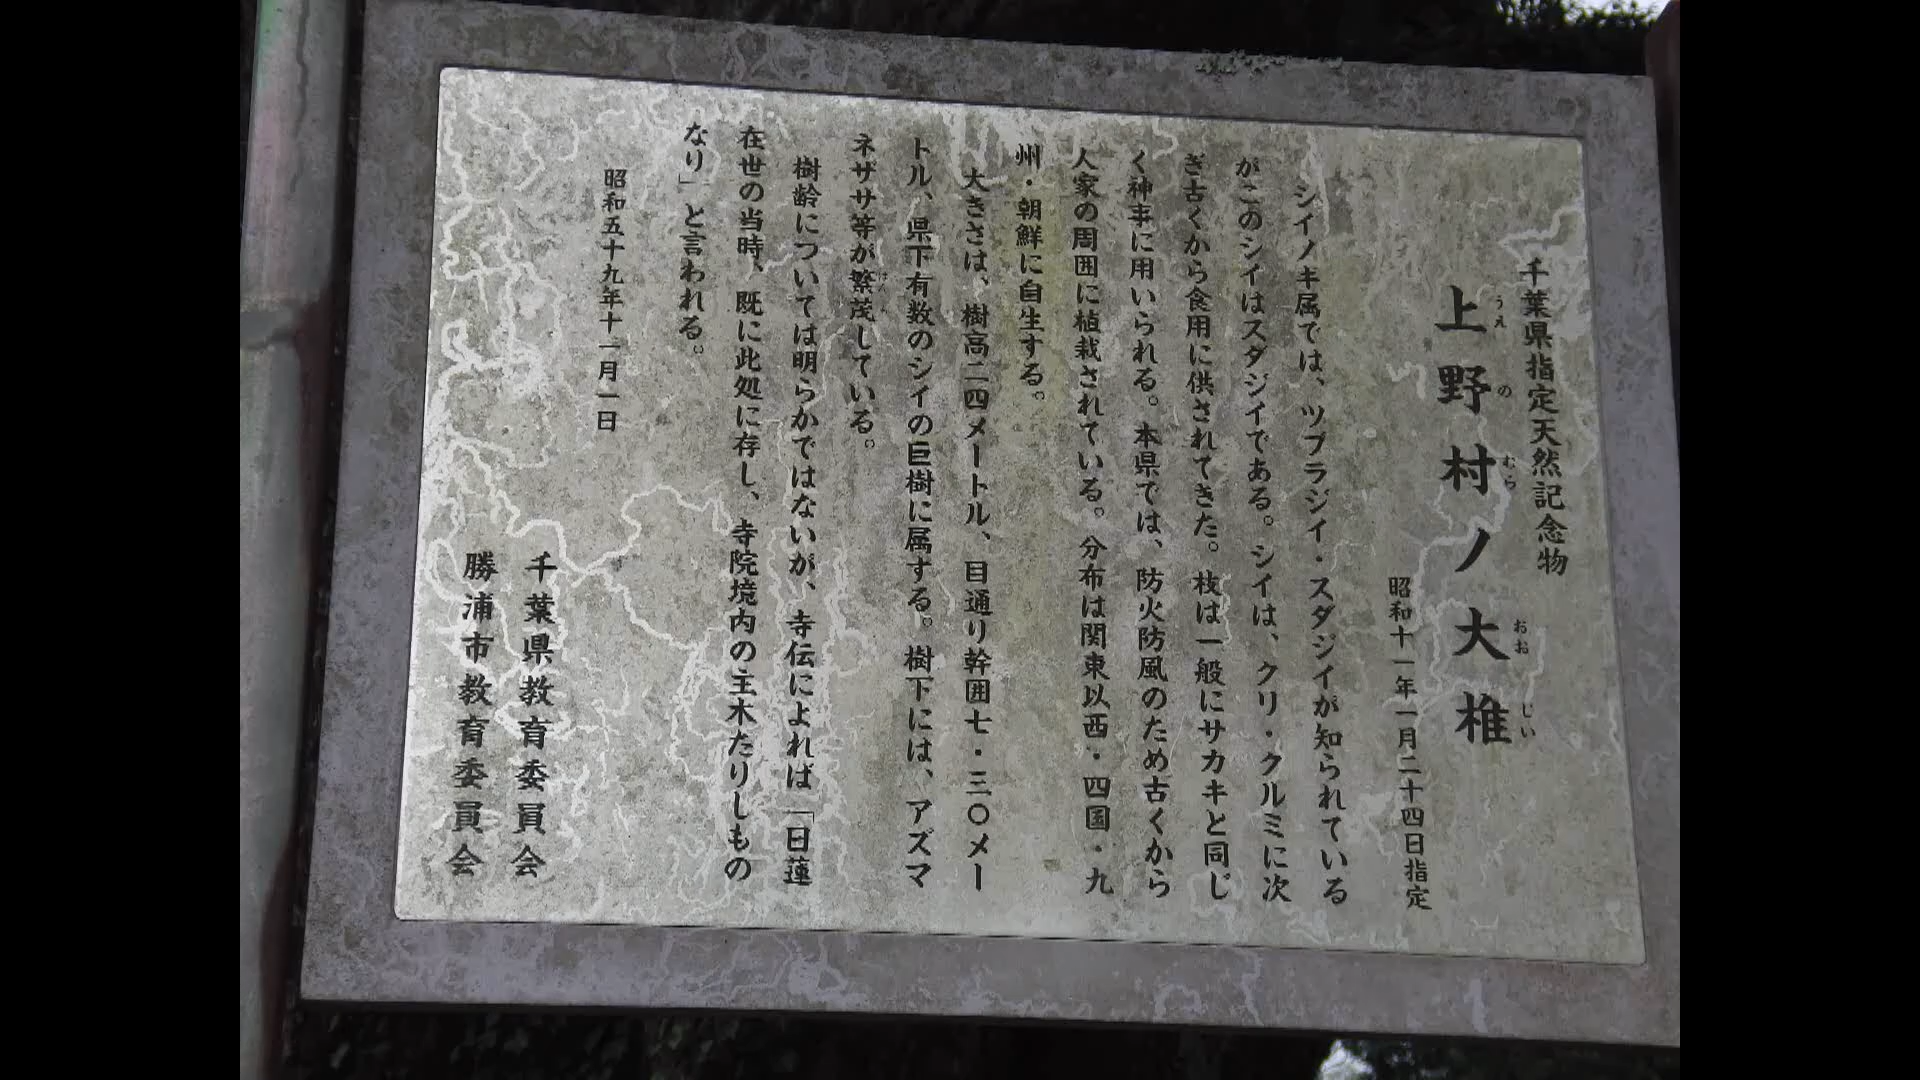 千葉県指定天然記念物
上野村ノ大椎
うえ の むら おお じい
昭和十一年一月二十四日指定
シイノキ属では、ツブラジイ・スダジイが知られている
がこのシイはスダジイである。シイは、クリ・クルミに次
ぎ古くから食用に供されてきた。枝は一般にサカキと同じ
く神事に用いられる。本県では、防火防風のため古くから
人家の周囲に植栽されている。分布は関東以西・四国・九
州・朝鮮に自生する。
大きさは、樹高二四メートル、目通り幹囲七・三〇メー
トル、県下有数のシイの巨樹に属する。樹下には、アズマ
ネザサ等が繁茂している。
樹齢については明らかではないが、寺伝によれば「日蓮
在世の当時、既に此処に存し、寺院境内の主木たりしもの
なり」と言われる。
昭和五十九年十一月一日
千葉県教育委員会
勝浦市教育委員会